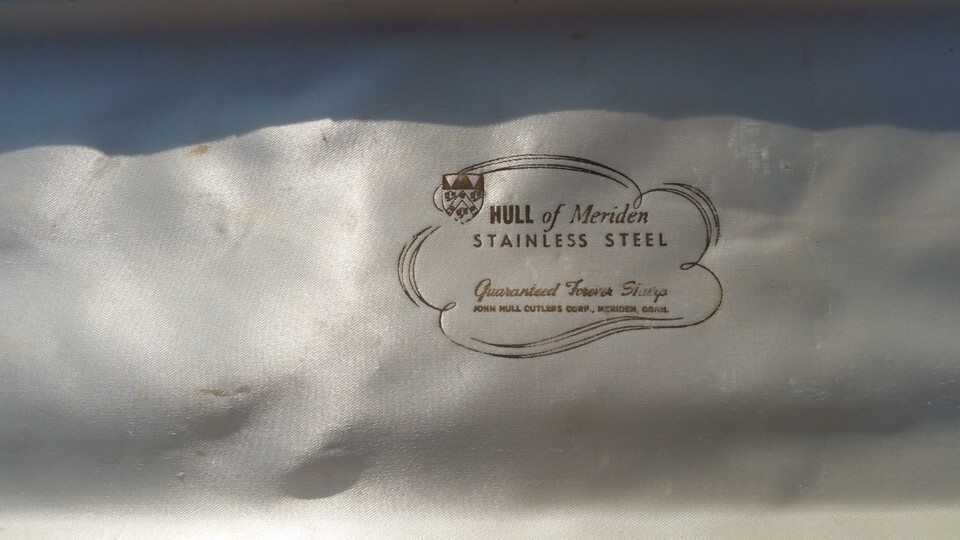 HULL of Meriden
STAINLESS STEEL
Guaranteed Forever Sharp
JOHN HULL CUTLERS CORP., MERIDEN, CONN.